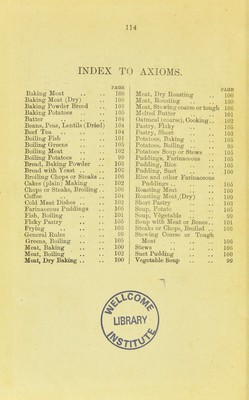 114
INDEX TO AXIOMS.
PAGE
Baking Meat .. .. 100
Baking Meat (Dry) .. 100
Baking Powder Bread .. 103
Baking Potatoes .. .. 105
Butter .. .. .. 104
Beans, Peas, Lentils (Dried) 104
Beef Tea .. .. .. 104
Boiling Fish .. .. 101
Boiling Greens .. .. 105
Boiling Meat .. .. 102
Boiling Potatoes .. .. 99
Bread, Baking Powder .. 103
Bread with Yeast .. .. 103
Broiling Chops or Steaks .. 106
Cakes (plain) Making .. 102
Chops or Steaks, Broiling .. 106
Coffee .. .. .. 104
Cold Meat Dishes .. .. 102
Farinaceous Puddings .. 105
Fish, Boiling .. .. 101
Flaky Pastry .. .. 105
Frying .. .. .. 103
General Rules .. .. 99
Greens, Boiling .. .. 105
Meat, Baking .. .. 100
Meat, Boiling .. .. 102
Meat, Dry Baking .. .. 100
PAGE
Meat, Dry Roasting .. 100
Meat, Roasting .. .. 100
Meat, Stewing coarse or tough 106
Melted Butter .. .. 101
Oatmeal (coarse), Cooking .. 102
Pastry, Flaky .. .. 105
Pastry, Short .. .. 103
Potatoes, Baking .. .. 105
Potatoes, Boiling .. .. 99
Potatoes Soup or Stews .. 105
Puddings, Farinaceous .. 105
Pudding, Rice .. .. 105
Pudding, Suet .. .. 100
Rice and other Farinaceous
Puddings .. .. 105
Roasting Meat .. .. 100
Roasting Meat (Dry) .. 100
Short Pastry .. .. 103
Soup, Potato .. .. 105
Soup, Vegetable .. .. 99
Soup with Meat or Bones .. 101
Steaks or Chops, Broiled .. 106
Stewing Coarse or Tough
Meat .. .. 106
Stews .. .. .. 106
Suet Pudding .. .. 100
Vegetable Soup .. .. 99
WELLCOME
LIBRARY
INSTITUTE